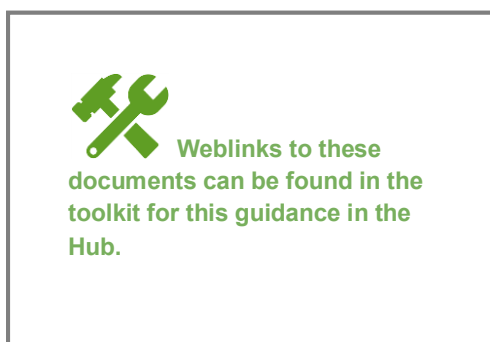 Weblinks to these
documents can be found in the
toolkit for this guidance in the
Hub.